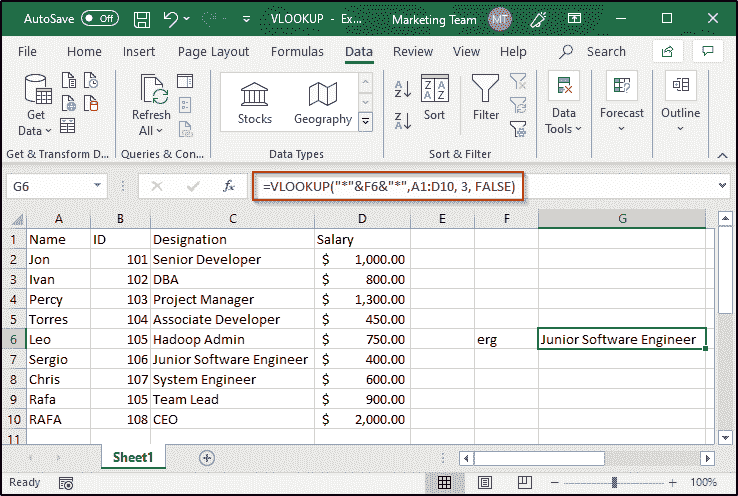 AutoSave Off VLOOKUP - Ex... Marketing Team MT
File Home Insert Page Layout Formulas Data Review View Help Search
Get Data Refresh All Stocks Geography Sort Filter Data Tools Forecast Outline
Get & Transform D... Queries & Con... Data Types Sort & Filter
G6 fx =VLOOKUP("*"&F6&"*",A1:D10, 3, FALSE)
A B C D E F G
1 Name ID Designation Salary
2 Jon 101 Senior Developer $ 1,000.00
3 Ivan 102 DBA $ 800.00
4 Percy 103 Project Manager $ 1,300.00
5 Torres 104 Associate Developer $ 450.00
6 Leo 105 Hadoop Admin $ 750.00 erg Junior Software Engineer
7 Sergio 106 Junior Software Engineer $ 400.00
8 Chris 107 System Engineer $ 600.00
9 Rafa 105 Team Lead $ 900.00
10 RAFA 108 CEO $ 2,000.00
11
Sheet1
Ready 100%